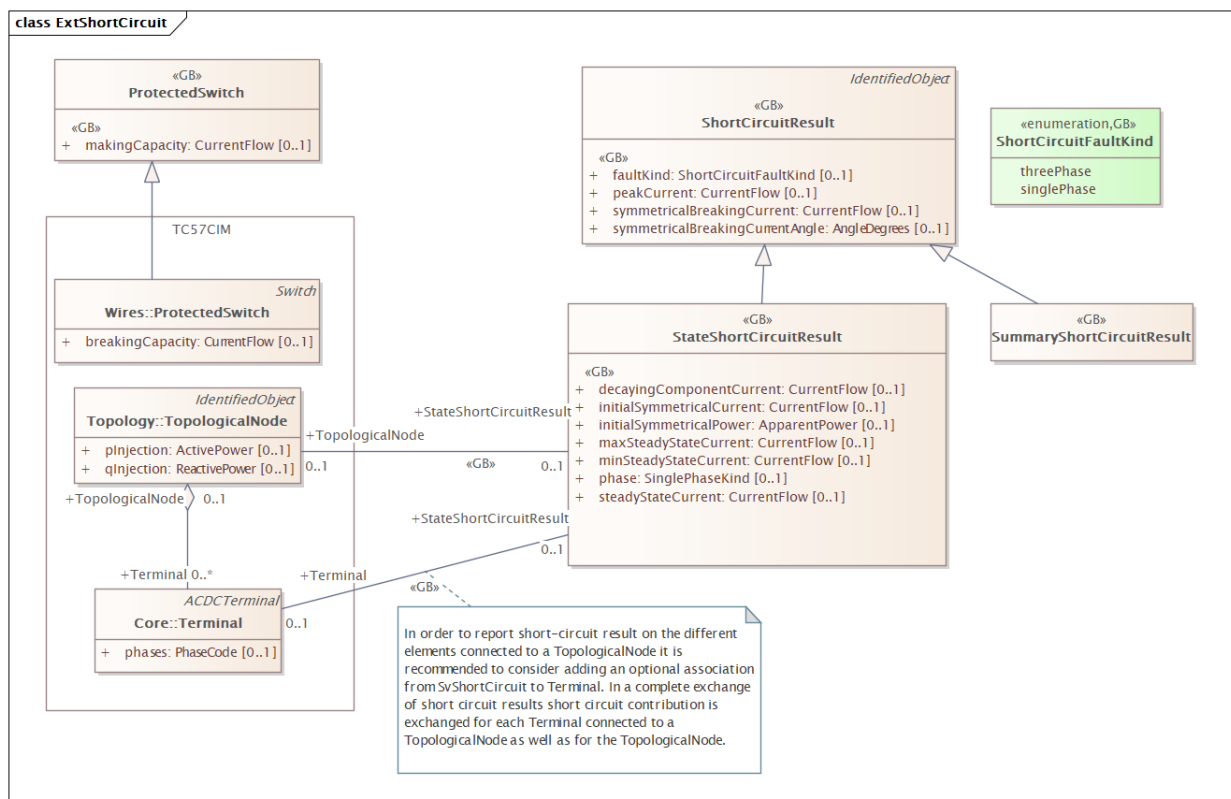 class ExtShortCircuit
«GB»
ProtectedSwitch
«GB»
+ makingCapacity: CurrentFlow [0..1]
TC57CIM
Switch
Wires::ProtectedSwitch
+ breakingCapacity: CurrentFlow [0..1]
IdentifiedObject
Topology::TopologicalNode
+ pInjection: ActivePower [0..1]
+ qInjection: ReactivePower [0..1]
+TopologicalNode 0..1
+Terminal 0..*
ACDCTerminal
Core::Terminal
+ phases: PhaseCode [0..1]
IdentifiedObject
«GB»
ShortCircuitResult
«GB»
+ faultKind: ShortCircuitFaultKind [0..1]
+ peakCurrent: CurrentFlow [0..1]
+ symmetricalBreakingCurrent: CurrentFlow [0..1]
+ symmetricalBreakingCurrentAngle: AngleDegrees [0..1]
«enumeration,GB»
ShortCircuitFaultKind
threePhase
singlePhase
«GB»
StateShortCircuitResult
«GB»
+ decayingComponentCurrent: CurrentFlow [0..1]
+ initialSymmetricalCurrent: CurrentFlow [0..1]
+ initialSymmetricalPower: ApparentPower [0..1]
+ maxSteadyStateCurrent: CurrentFlow [0..1]
+ minSteadyStateCurrent: CurrentFlow [0..1]
+ phase: SinglePhaseKind [0..1]
+ steadyStateCurrent: CurrentFlow [0..1]
«GB»
SummaryShortCircuitResult
+StateShortCircuitResult
+TopologicalNode
0..1
«GB»
0..1
+StateShortCircuitResult
0..1
+Terminal
«GB»
0..1
In order to report short-circuit result on the different
elements connected to a TopologicalNode it is
recommended to consider adding an optional association
from SvShortCircuit to Terminal. In a complete exchange
of short circuit results short circuit contribution is
exchanged for each Terminal connected to a
TopologicalNode as well as for the TopologicalNode.